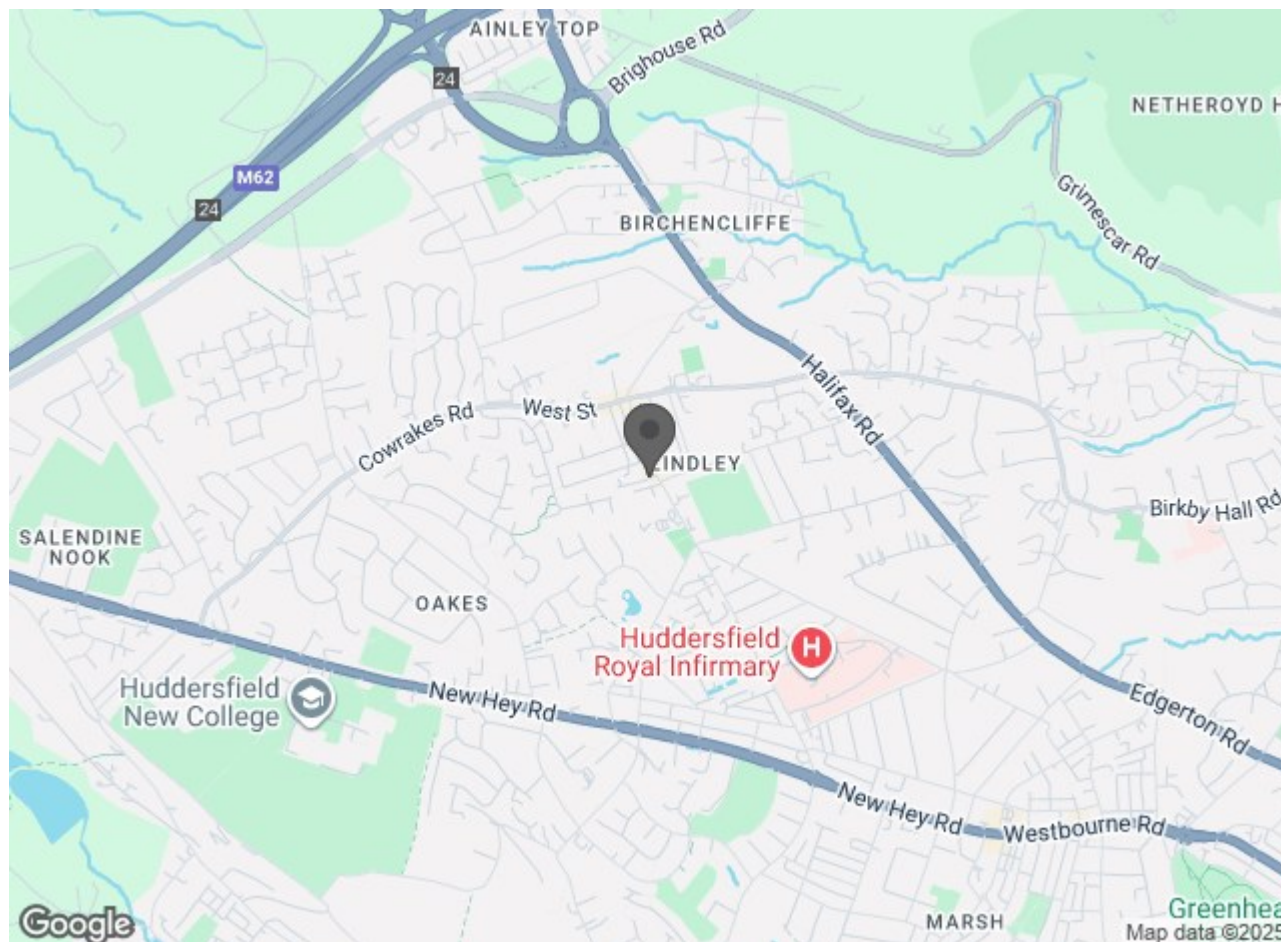 AINLEY TOP
Brighouse Rd
24
NETHEROYD H
M62
24
Grimescar Rd
BIRCHENCLIFFE
Halifax Rd
West St
Cowrakes Rd
LINDLEY
Birkby Hall Rd
SALENDINE
NOOK
OAKES
Huddersfield
Royal Infirmary
H
Huddersfield
New College
New Hey Rd
Edgerton Rd
New Hey Rd
Westbourne Rd
Greenhea
MARSH
Google
Map data ©2025